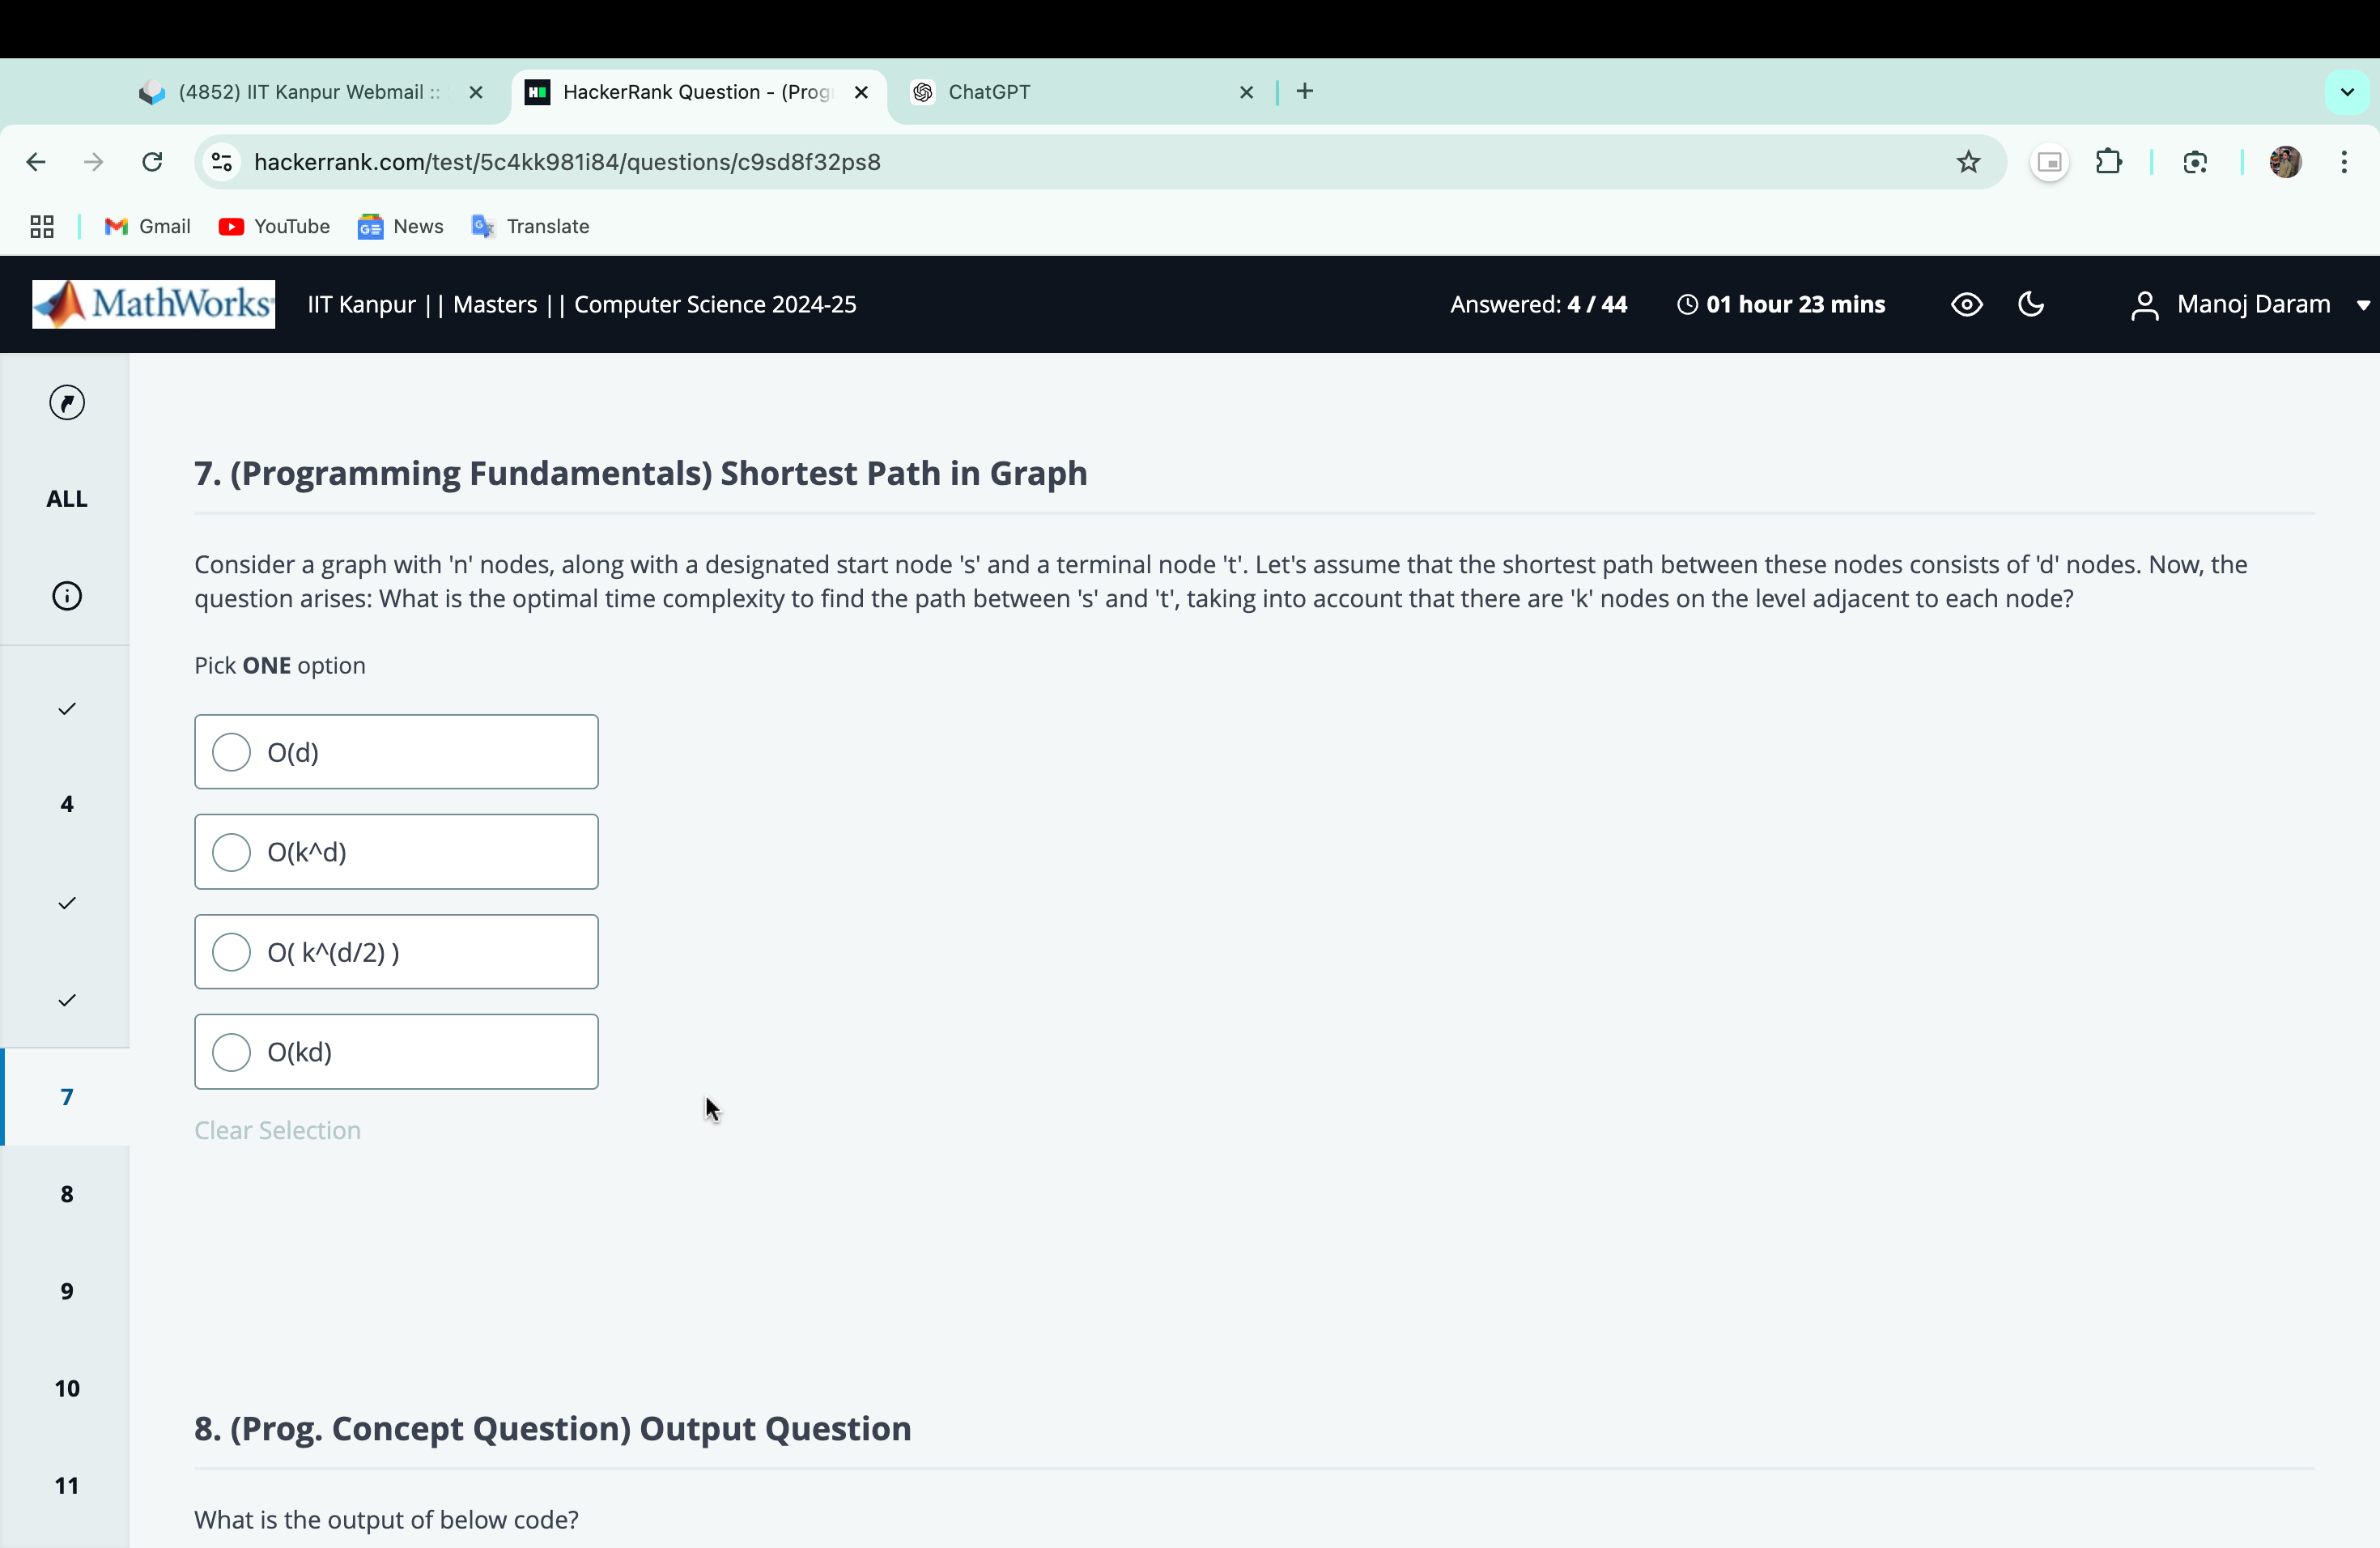 (4852) IIT Kanpur Webmail ::
HackerRank Question - (Prog
ChatGPT
hackerrank.com/test/5c4kk981i84/questions/c9sd8f32ps8
Gmail
YouTube
News
Translate
MathWorks
IIT Kanpur || Masters || Computer Science 2024-25
Answered: 4 / 44
01 hour 23 mins
Manoj Daram
ALL
4
7
8
9
10
11
7. (Programming Fundamentals) Shortest Path in Graph
Consider a graph with 'n' nodes, along with a designated start node 's' and a terminal node 't'. Let's assume that the shortest path between these nodes consists of 'd' nodes. Now, the
question arises: What is the optimal time complexity to find the path between 's' and 't', taking into account that there are 'k' nodes on the level adjacent to each node?
Pick ONE option
O(d)
O(k^d)
O( k^(d/2) )
O(kd)
Clear Selection
8. (Prog. Concept Question) Output Question
What is the output of below code?